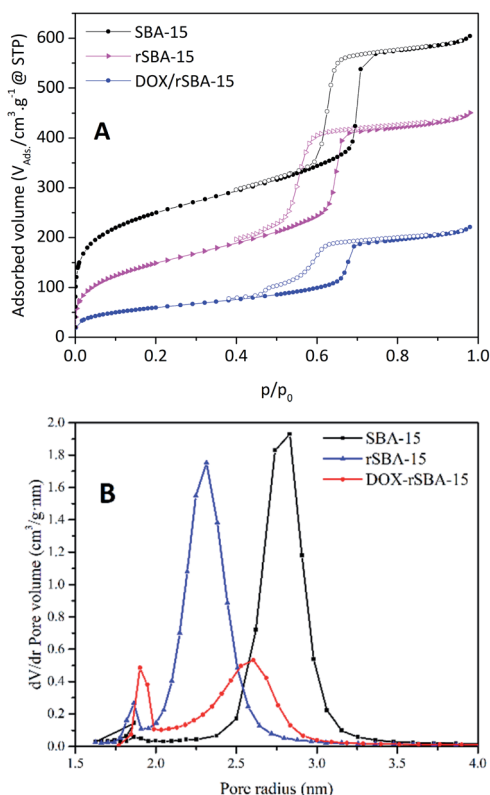 SBA-15
rSBA-15
DOX/rSBA-15
A
Adsorbed volume (V_Ads./cm³.g⁻¹ @ STP)
600
500
400
300
200
100
0
0.0 0.2 0.4 0.6 0.8 1.0
p/p₀
SBA-15
rSBA-15
DOX-rSBA-15
B
dV/dr Pore volume (cm³/g·nm)
2.0
1.8
1.6
1.4
1.2
1.0
0.8
0.6
0.4
0.2
0.0
1.5 2.0 2.5 3.0 3.5 4.0
Pore radius (nm)